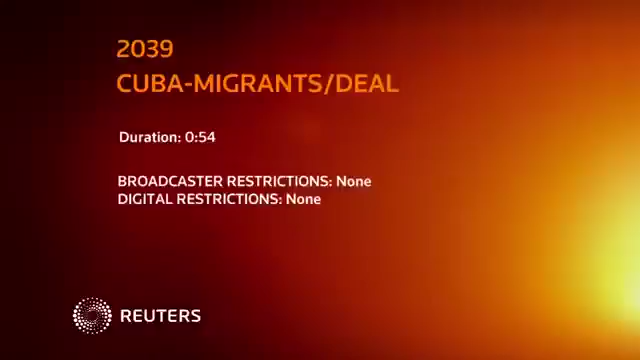 2039
CUBA-MIGRANTS/DEAL
Duration: 0:54
BROADCASTER RESTRICTIONS: None
DIGITAL RESTRICTIONS: None
REUTERS